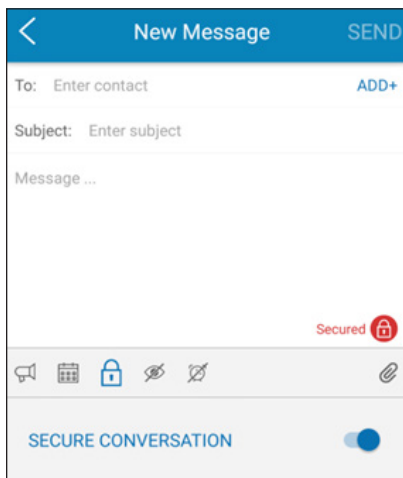 New Message SEND
To: Enter contact ADD+
Subject: Enter subject
Message ...
Secured
SECURE CONVERSATION